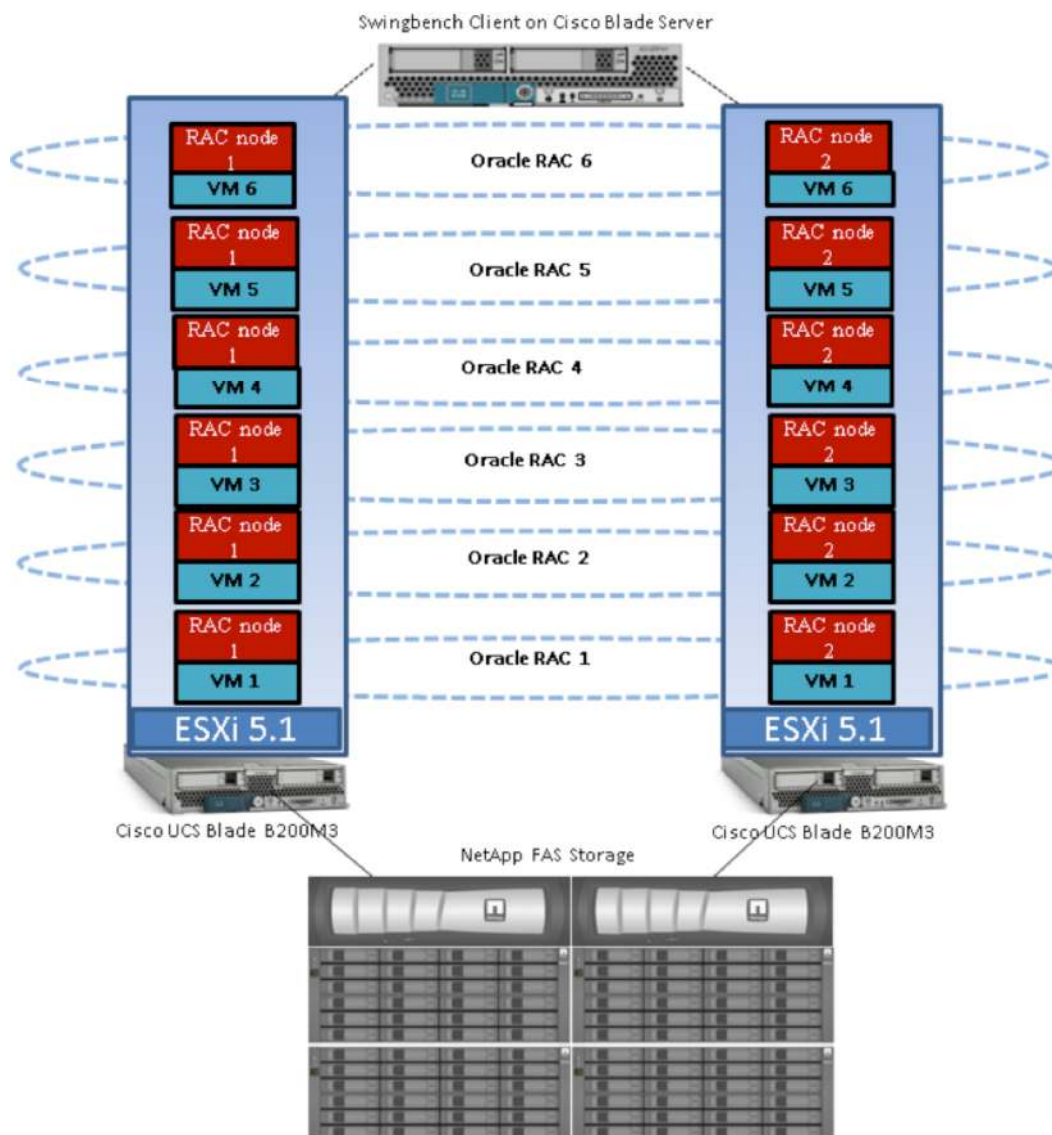 Swingbench Client on Cisco Blade Server
RAC node
1
VM 6
Oracle RAC 6
RAC node
2
VM 6
RAC node
1
VM 5
Oracle RAC 5
RAC node
2
VM 5
RAC node
1
VM 4
Oracle RAC 4
RAC node
2
VM 4
RAC node
1
VM 3
Oracle RAC 3
RAC node
2
VM 3
RAC node
1
VM 2
Oracle RAC 2
RAC node
2
VM 2
RAC node
1
VM 1
Oracle RAC 1
RAC node
2
VM 1
ESXi 5.1
ESXi 5.1
Cisco UCS Blade B200M3
Cisco UCS Blade B200M3
NetApp FAS Storage